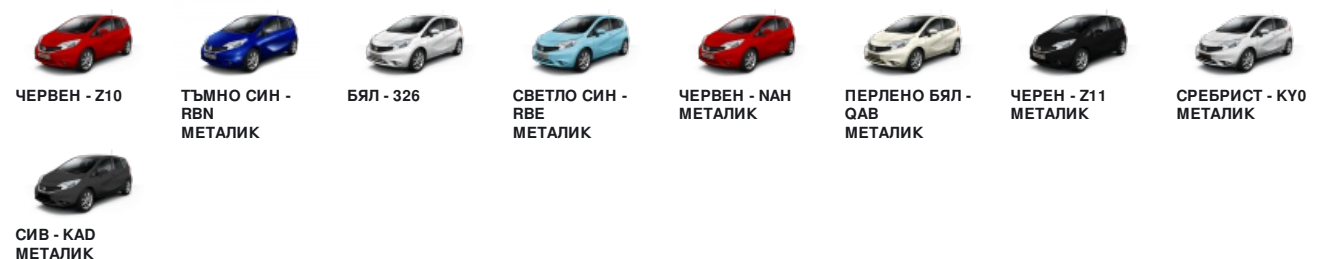 ЧЕРВЕН - Z10
ТЪМНО СИН -
RBN
МЕТАЛИК
БЯЛ - 326
СВЕТЛО СИН -
RBE
МЕТАЛИК
ЧЕРВЕН - NAH
МЕТАЛИК
ПЕРЛЕНО БЯЛ -
QAB
МЕТАЛИК
ЧЕРЕН - Z11
МЕТАЛИК
СРЕБРИСТ - KY0
МЕТАЛИК
СИВ - KAD
МЕТАЛИК